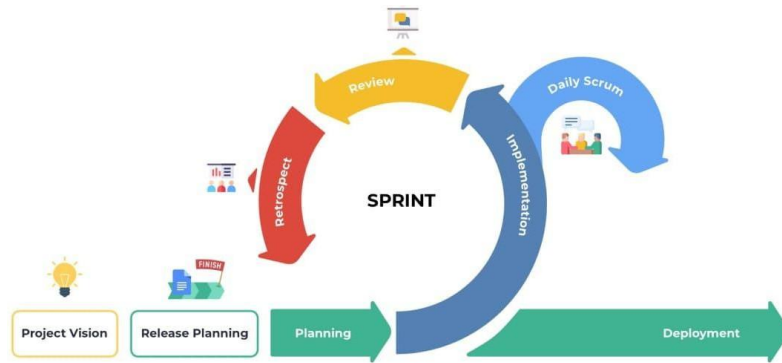 Review
Daily Scrum
Retrospect
SPRINT
Implementation
FINISH
Project Vision
Release Planning
Planning
Deployment